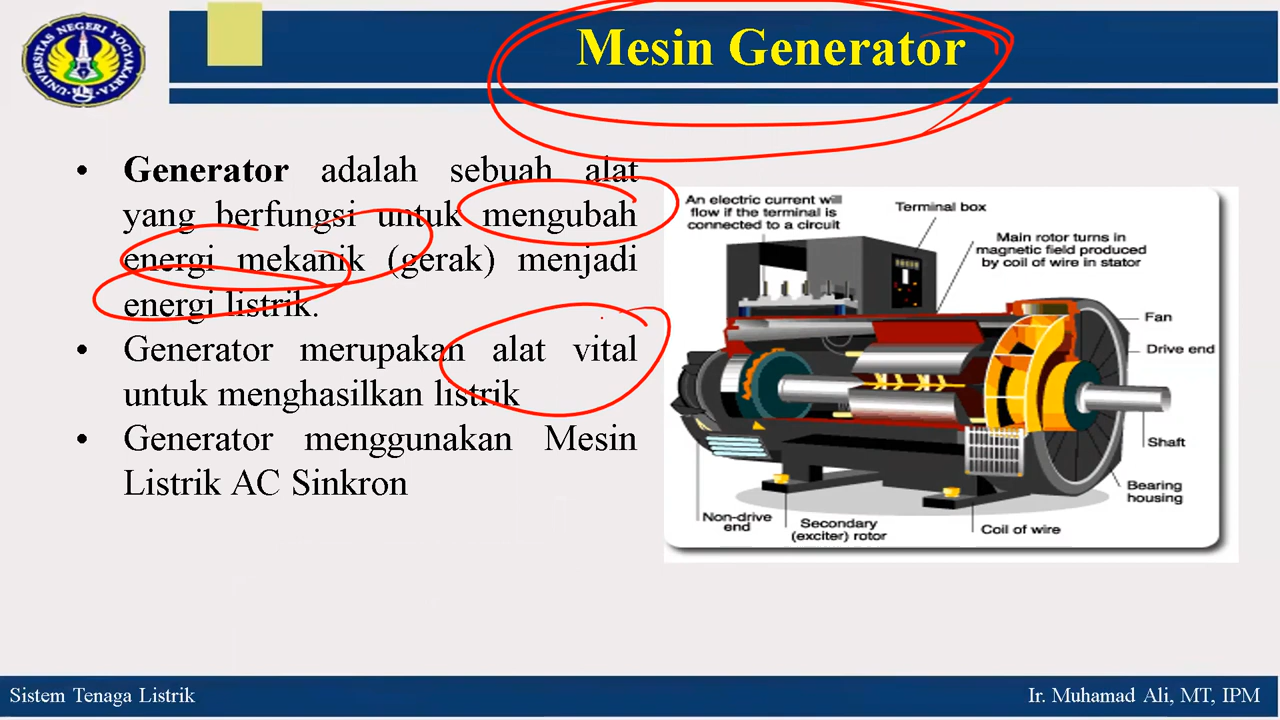 UNIVERSITAS NEGERI YOGYAKARTA
Mesin Generator
• Generator adalah sebuah alat
yang berfungsi untuk mengubah
energi mekanik (gerak) menjadi
energi listrik.
• Generator merupakan alat vital
untuk menghasilkan listrik
• Generator menggunakan Mesin
Listrik AC Sinkron
An electric current will
flow if the terminal is
connected to a circuit
Terminal box
Main rotor turns in
magnetic field produced
by coil of wire in stator
Fan
Drive end
Shaft
Bearing
housing
Coil of wire
Secondary
(exciter) rotor
Non-drive
end
Sistem Tenaga Listrik
Ir. Muhamad Ali, MT, IPM